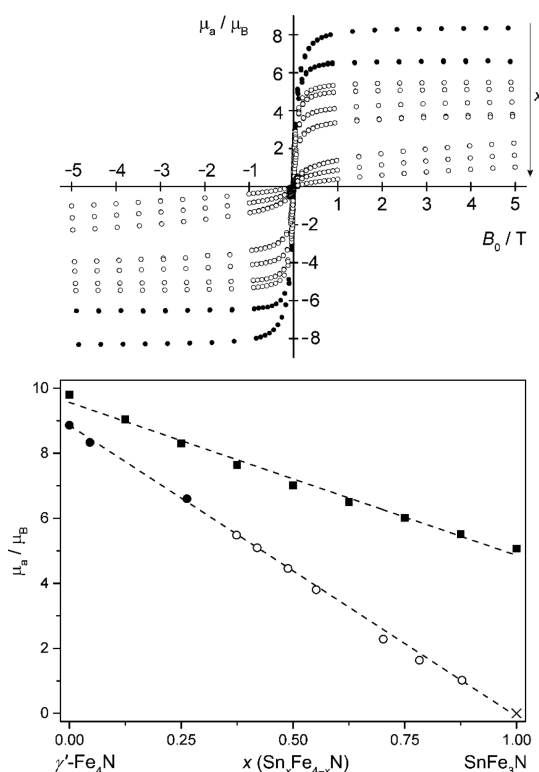 μa / μB
8
6
4
2
x
-5 -4 -3 -2 -1
1 2 3 4 5
-2
-4
-6
-8
B0 / T
10
8
6
4
2
0
μa / μB
0.00 0.25 0.50 0.75 1.00
γ′-Fe4N x (SnxFe4-xN) SnFe3N